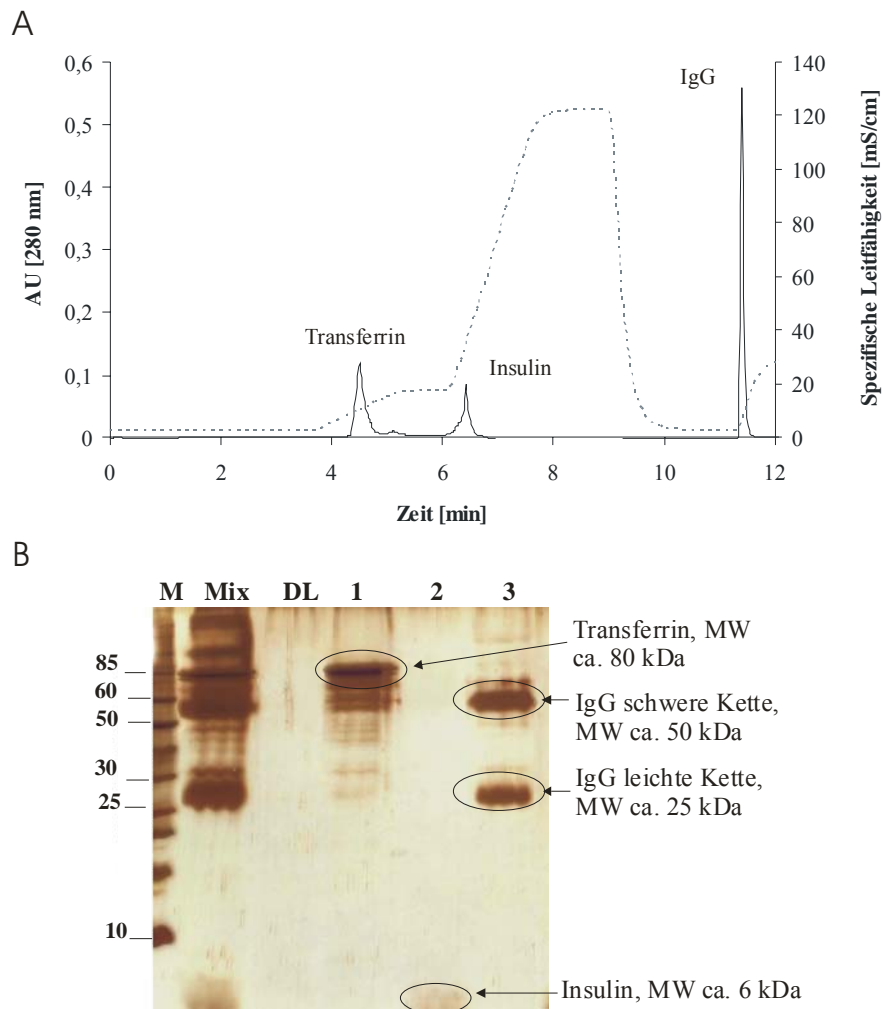 A
0,6
0,5
0,4
0,3
0,2
0,1
0
AU [280 nm]
140
120
100
80
60
40
20
0
Spezifische Leitfähigkeit [mS/cm]
IgG
Transferrin
Insulin
0 2 4 6 8 10 12
Zeit [min]
B
M Mix DL 1 2 3
85
60
50
30
25
10
Transferrin, MW
ca. 80 kDa
IgG schwere Kette,
MW ca. 50 kDa
IgG leichte Kette,
MW ca. 25 kDa
Insulin, MW ca. 6 kDa